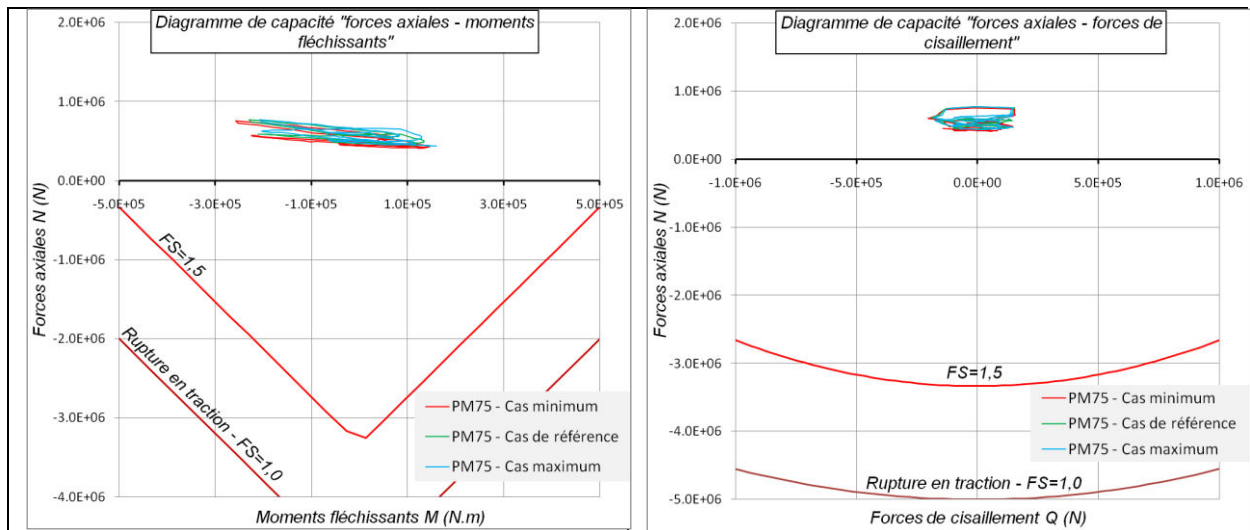 Diagramme de capacité "forces axiales - moments
fléchissants"
2.0E+06
1.0E+06
0.0E+00
-5.0E+05
-3.0E+05
-1.0E+05
1.0E+05
3.0E+05
5.0E+05
-1.0E+06
-2.0E+06
-3.0E+06
-4.0E+06
Forces axiales N (N)
FS=1,5
Rupture en traction - FS=1,0
PM75 - Cas minimum
PM75 - Cas de référence
PM75 - Cas maximum
Moments fléchissants M (N.m)
Diagramme de capacité "forces axiales - forces de
cisaillement"
2.0E+06
1.0E+06
0.0E+00
-1.0E+06
-5.0E+05
0.0E+00
5.0E+05
1.0E+06
-1.0E+06
-2.0E+06
-3.0E+06
-4.0E+06
-5.0E+06
Forces axiales N (N)
FS=1,5
PM75 - Cas minimum
PM75 - Cas de référence
PM75 - Cas maximum
Rupture en traction - FS=1,0
Forces de cisaillement Q (N)